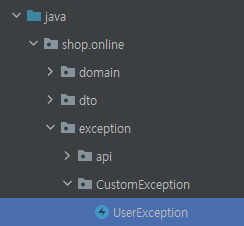 java
shop.online
domain
dto
exception
api
CustomException
UserException